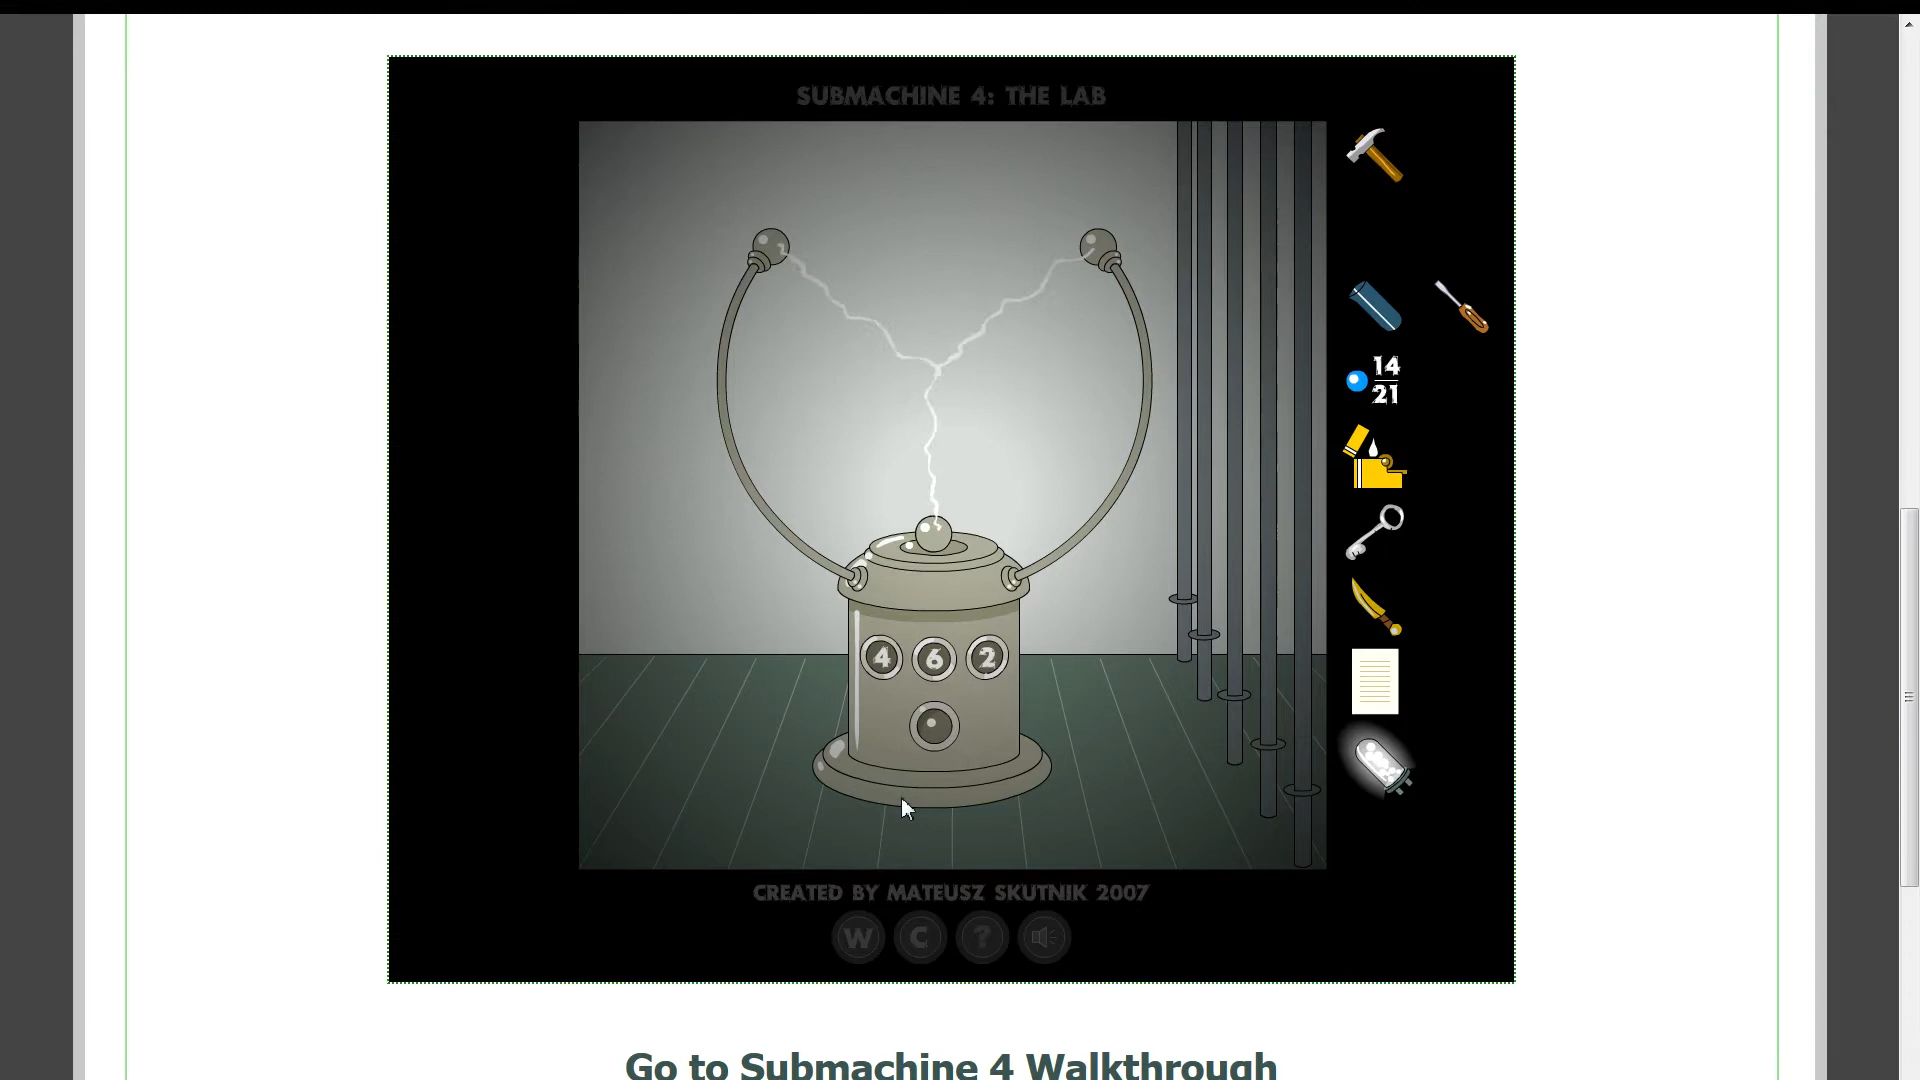 SUBMACHINE 4: THE LAB
14
21
4 6 2
CREATED BY MATEUSZ SKUTNIK 2007
W C ?
Go to Submachine 4 Walkthrough